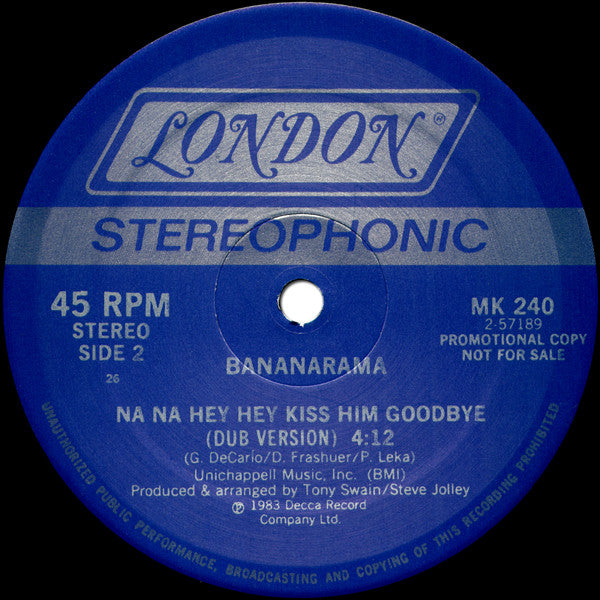 LONDON®
STEREOPHONIC
45 RPM
STEREO
SIDE 2
26
MK 240
2-57189
PROMOTIONAL COPY
NOT FOR SALE
BANANARAMA
NA NA HEY HEY KISS HIM GOODBYE
(DUB VERSION) 4:12
(G. DeCarlo/D. Frashuer/P. Leka)
Unichappell Music, Inc. (BMI)
Produced & arranged by Tony Swain/Steve Jolley
℗ 1983 Decca Record
Company Ltd.
UNAUTHORIZED PUBLIC PERFORMANCE, BROADCASTING AND COPYING OF THIS RECORDING PROHIBITED